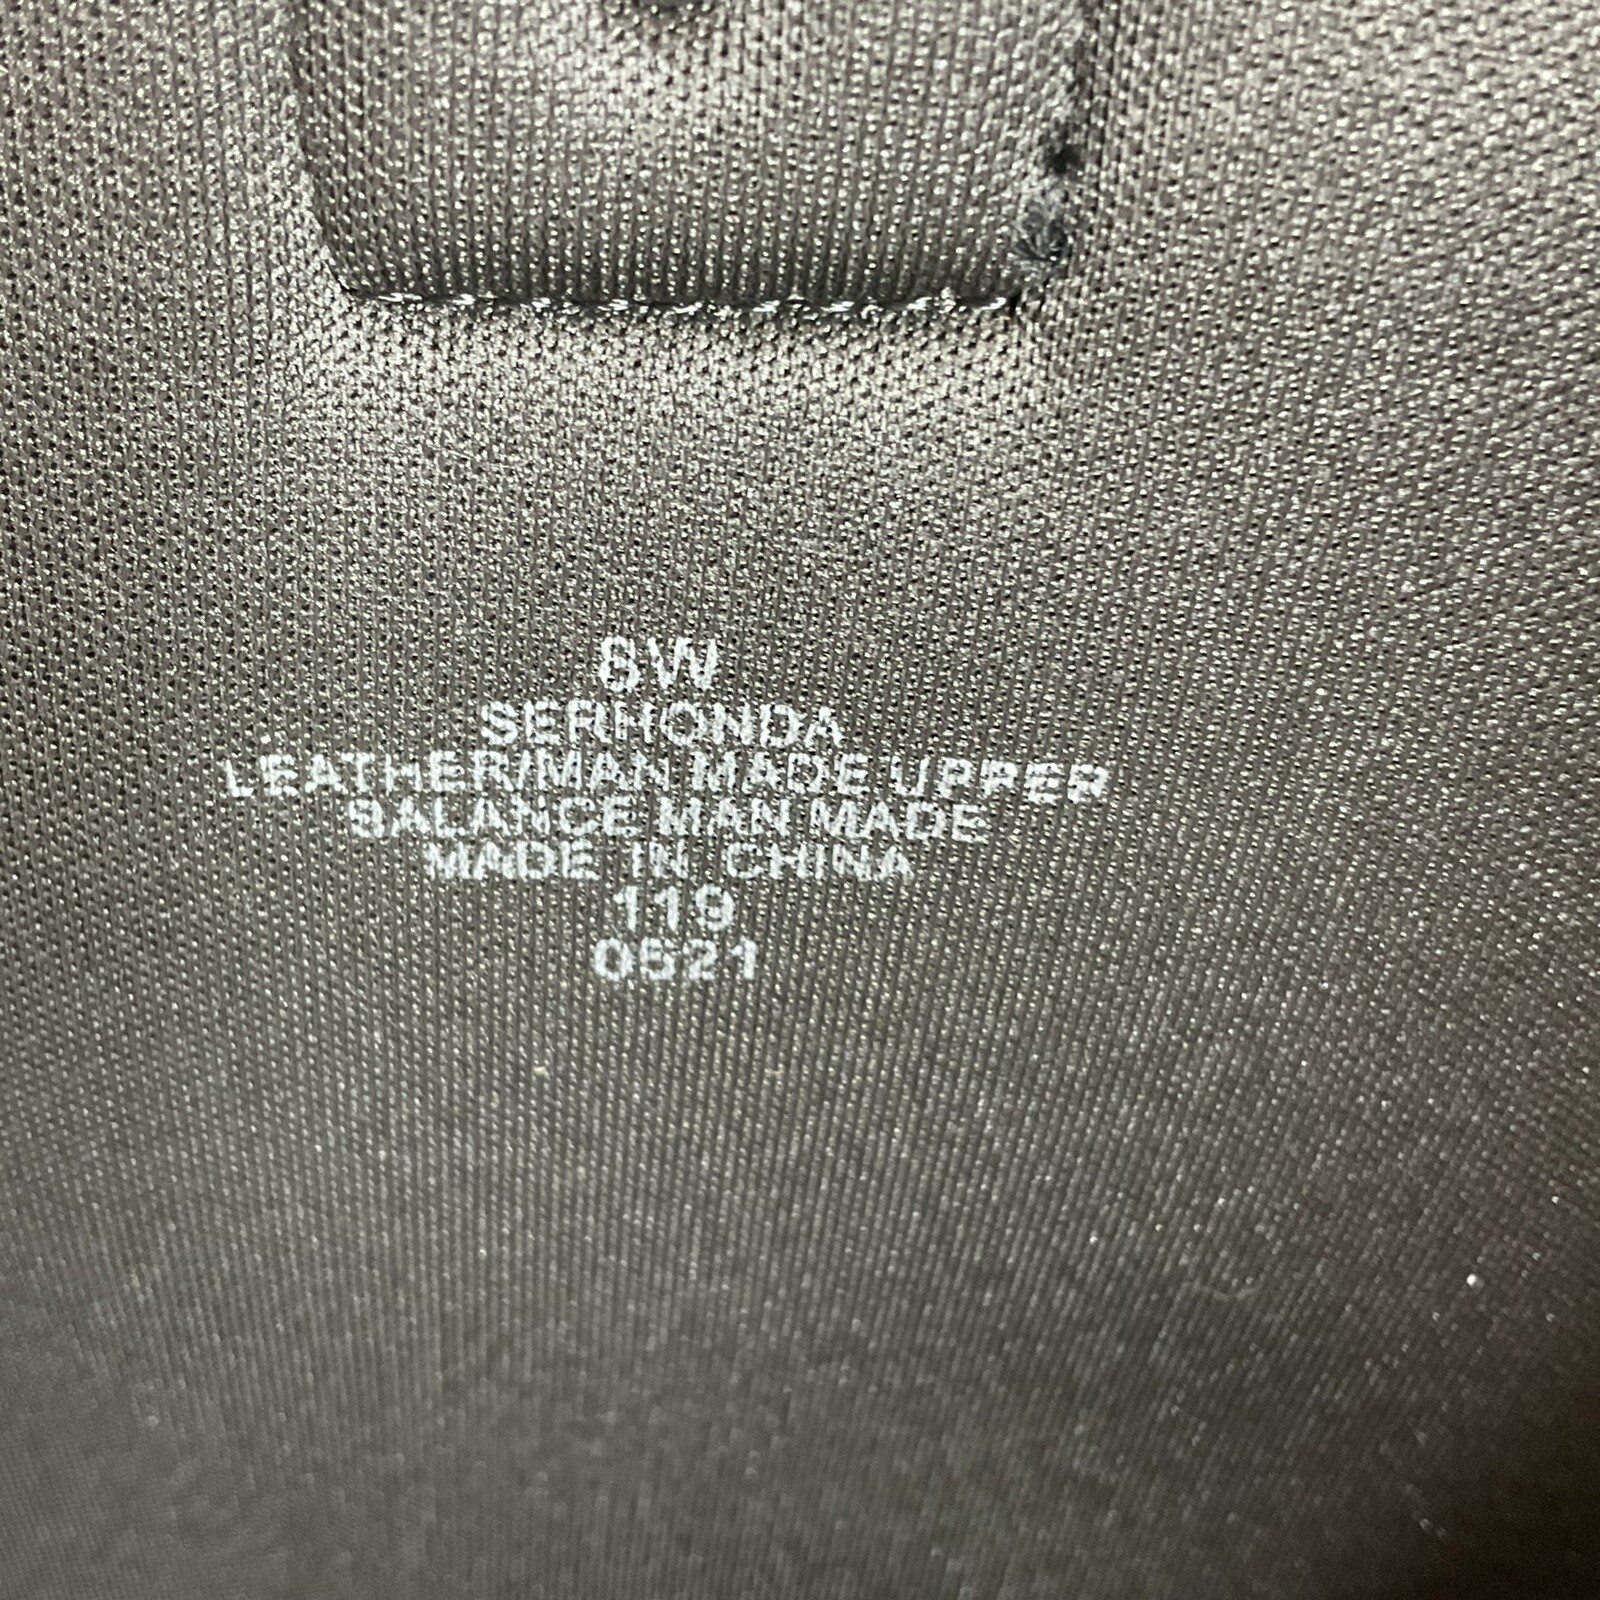 8W
SERHONDA
LEATHER/MAN MADE UPPER
BALANCE MAN MADE
MADE IN CHINA
119
0521